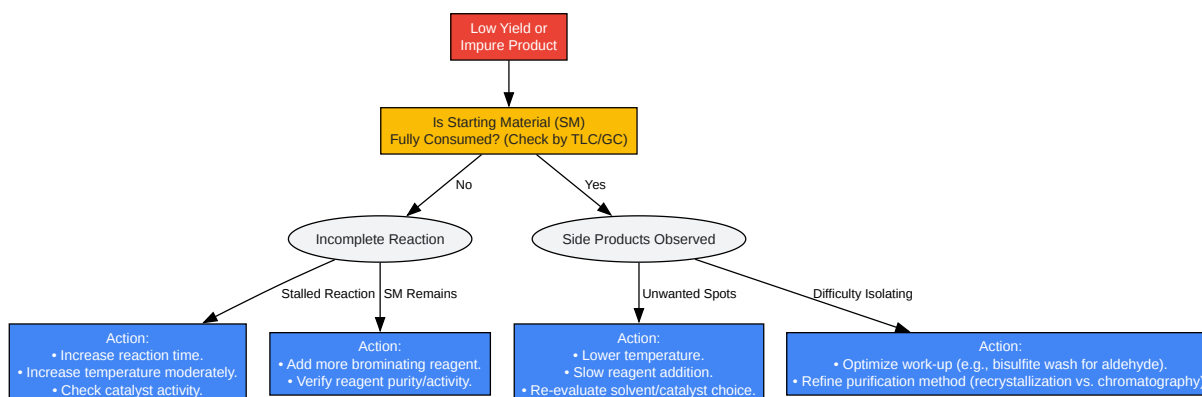 Low Yield or
Impure Product
Is Starting Material (SM)
Fully Consumed? (Check by TLC/GC)
No
Yes
Incomplete Reaction
Side Products Observed
Stalled Reaction
SM Remains
Unwanted Spots
Difficulty Isolating
Action:
• Increase reaction time.
• Increase temperature moderately.
• Check catalyst activity.
Action:
• Add more brominating reagent.
• Verify reagent purity/activity.
Action:
• Lower temperature.
• Slow reagent addition.
• Re-evaluate solvent/catalyst choice.
Action:
• Optimize work-up (e.g., bisulfite wash for aldehyde).
• Refine purification method (recrystallization vs. chromatography)